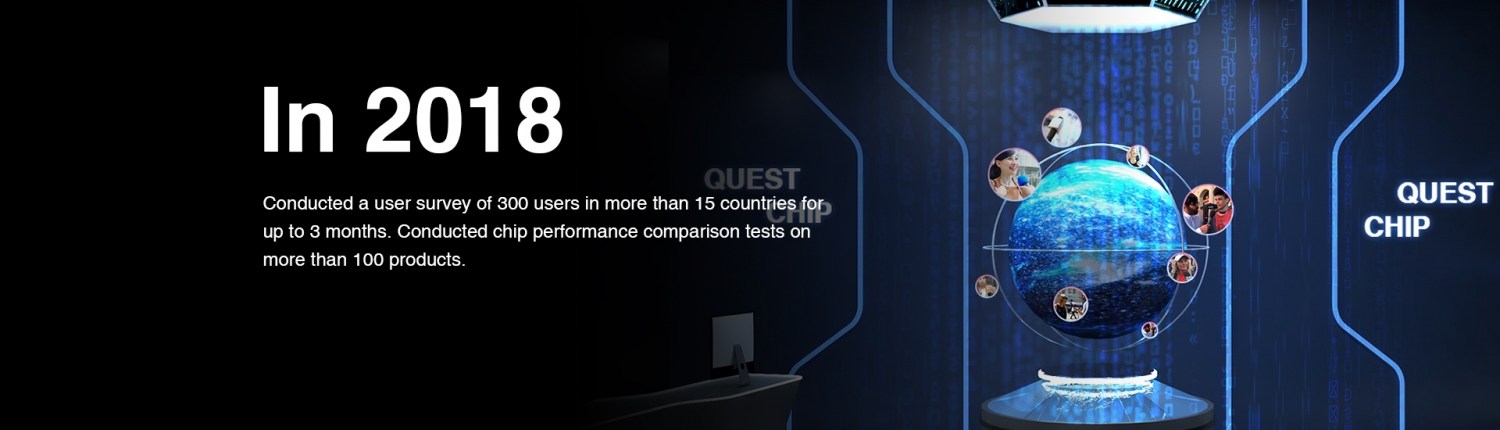 In 2018
Conducted a user survey of 300 users in more than 15 countries for
up to 3 months. Conducted chip performance comparison tests on
more than 100 products.
QUEST
CHIP
QUEST
CHIP